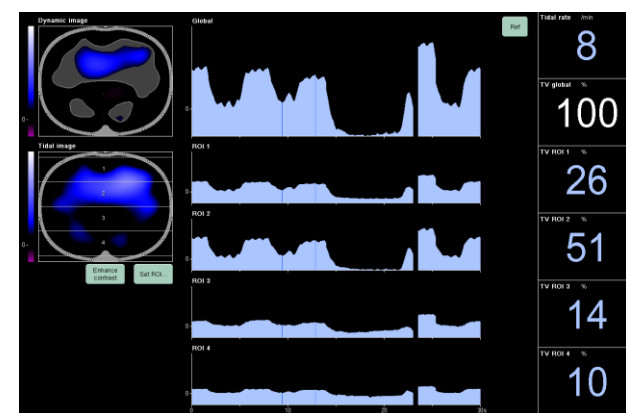 Dynamic image
Global
Ref
Tidal rate /min
8
0
0
TV global %
100
Tidal image
ROI 1
TV ROI 1 %
26
1
2
3
4
0
0
ROI 2
TV ROI 2 %
51
0
Enhance contrast
Set ROI...
ROI 3
TV ROI 3 %
14
0
ROI 4
TV ROI 4 %
10
0
0
10
20
30s